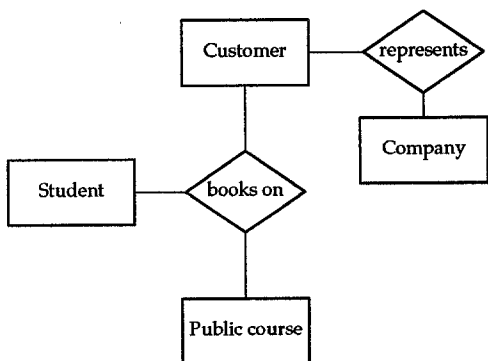 Customer
represents
Company
Student
books on
Public course